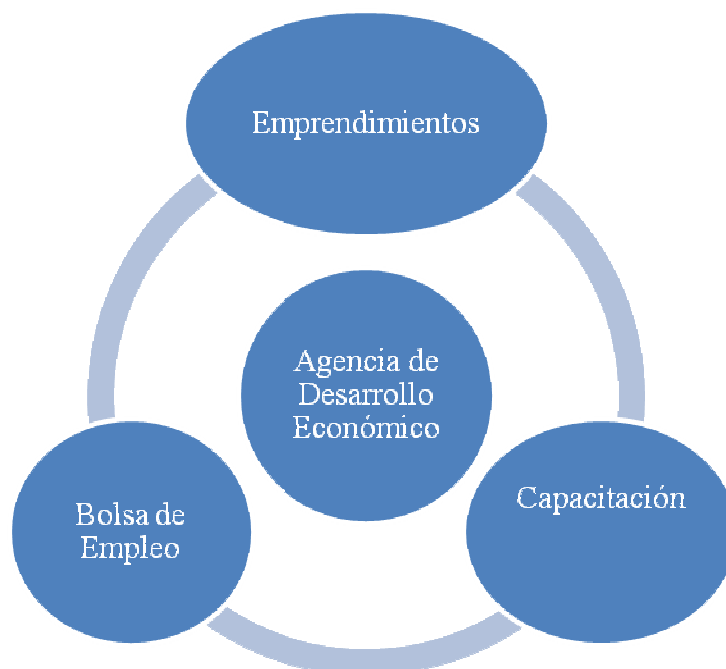 Emprendimientos
Agencia de
Desarrollo
Económico
Bolsa de
Empleo
Capacitación